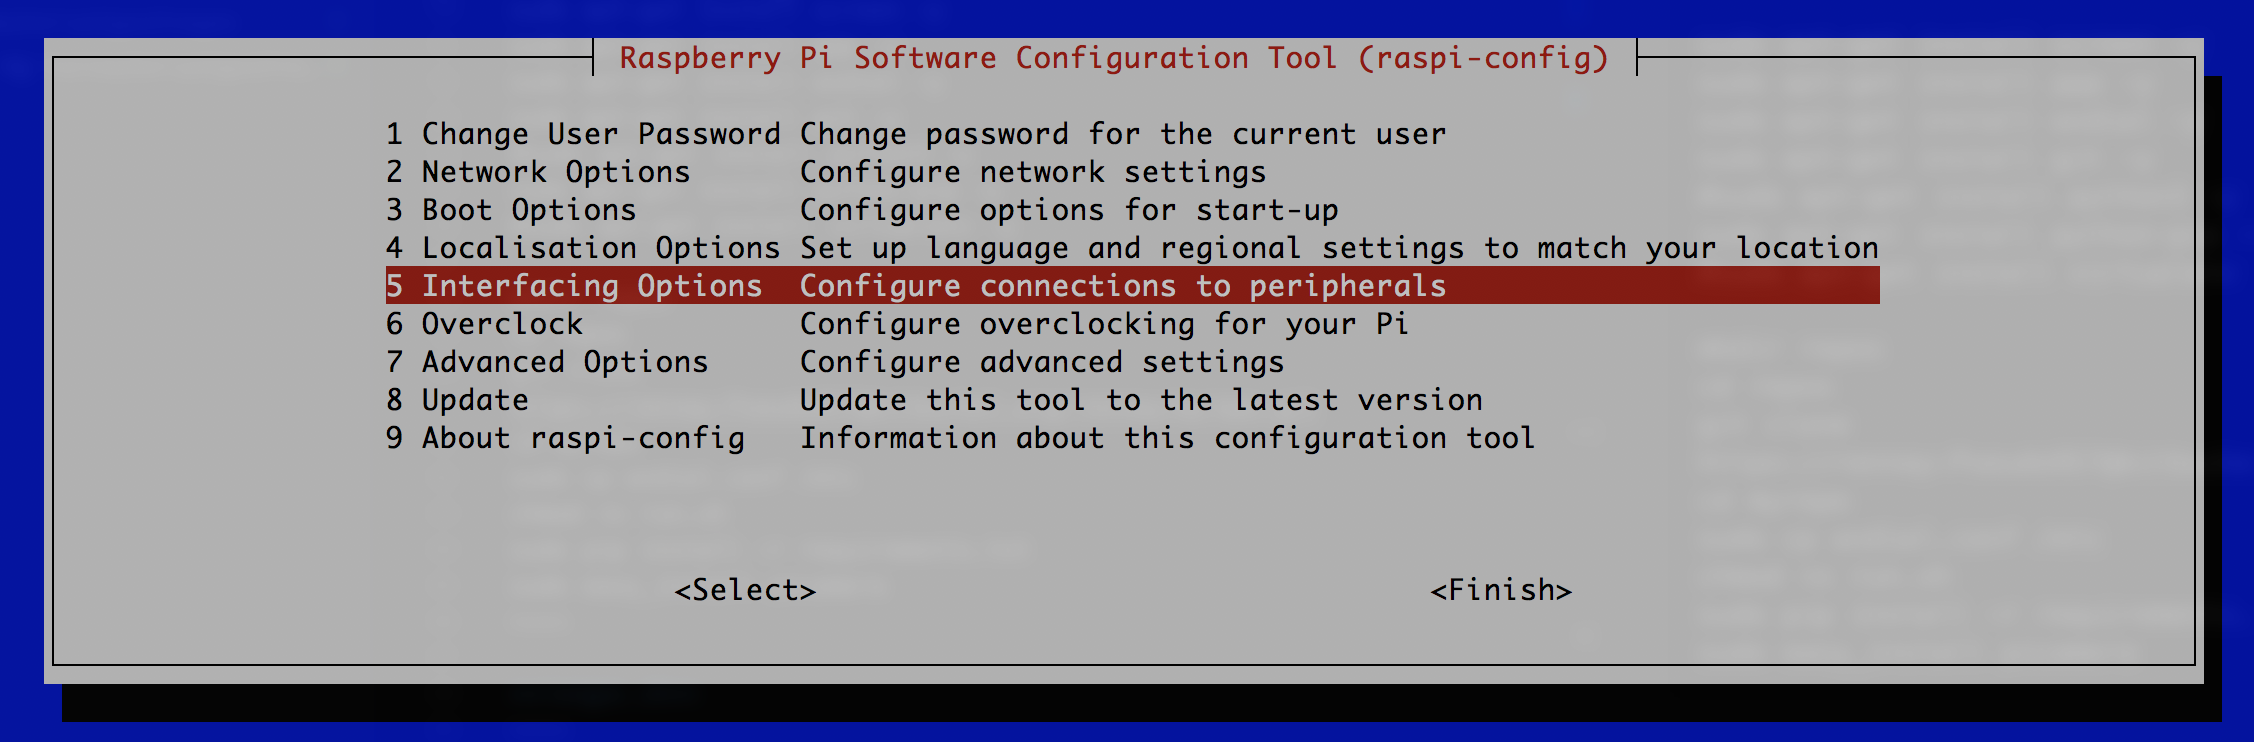 Raspberry Pi Software Configuration Tool (raspi-config)
1 Change User Password Change password for the current user
2 Network Options Configure network settings
3 Boot Options Configure options for start-up
4 Localisation Options Set up language and regional settings to match your location
5 Interfacing Options Configure connections to peripherals
6 Overclock Configure overclocking for your Pi
7 Advanced Options Configure advanced settings
8 Update Update this tool to the latest version
9 About raspi-config Information about this configuration tool
<Select> <Finish>